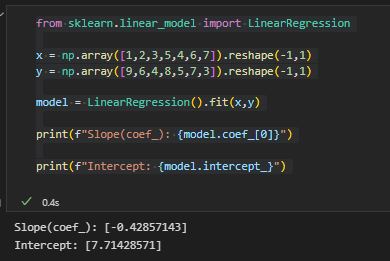 from sklearn.linear_model import LinearRegression
x = np.array([1,2,3,5,4,6,7]).reshape(-1,1)
y = np.array([9,6,4,8,5,7,3]).reshape(-1,1)
model = LinearRegression().fit(x,y)
print(f"Slope(coef_): {model.coef_[0]}")
print(f"Intercept: {model.intercept_}")
0.4s
Slope(coef_): [-0.42857143]
Intercept: [7.71428571]